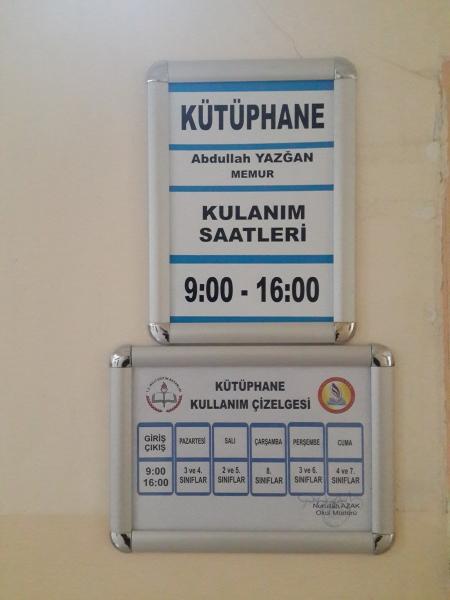 KÜTÜPHANE
Abdullah YAZĞAN
MEMUR
KULANIM
SAATLERİ
9:00 - 16:00
KÜTÜPHANE
KULLANIM ÇİZELGESİ
GİRİŞ ÇIKIŞ PAZARTESİ SALI ÇARŞAMBA PERŞEMBE CUMA
9:00 16:00 3 ve 4. SINIFLAR 2 ve 5. SINIFLAR 8. SINIFLAR 3 ve 6. SINIFLAR 4 ve 7. SINIFLAR
Nurullah AZAK
Okul Müdürü